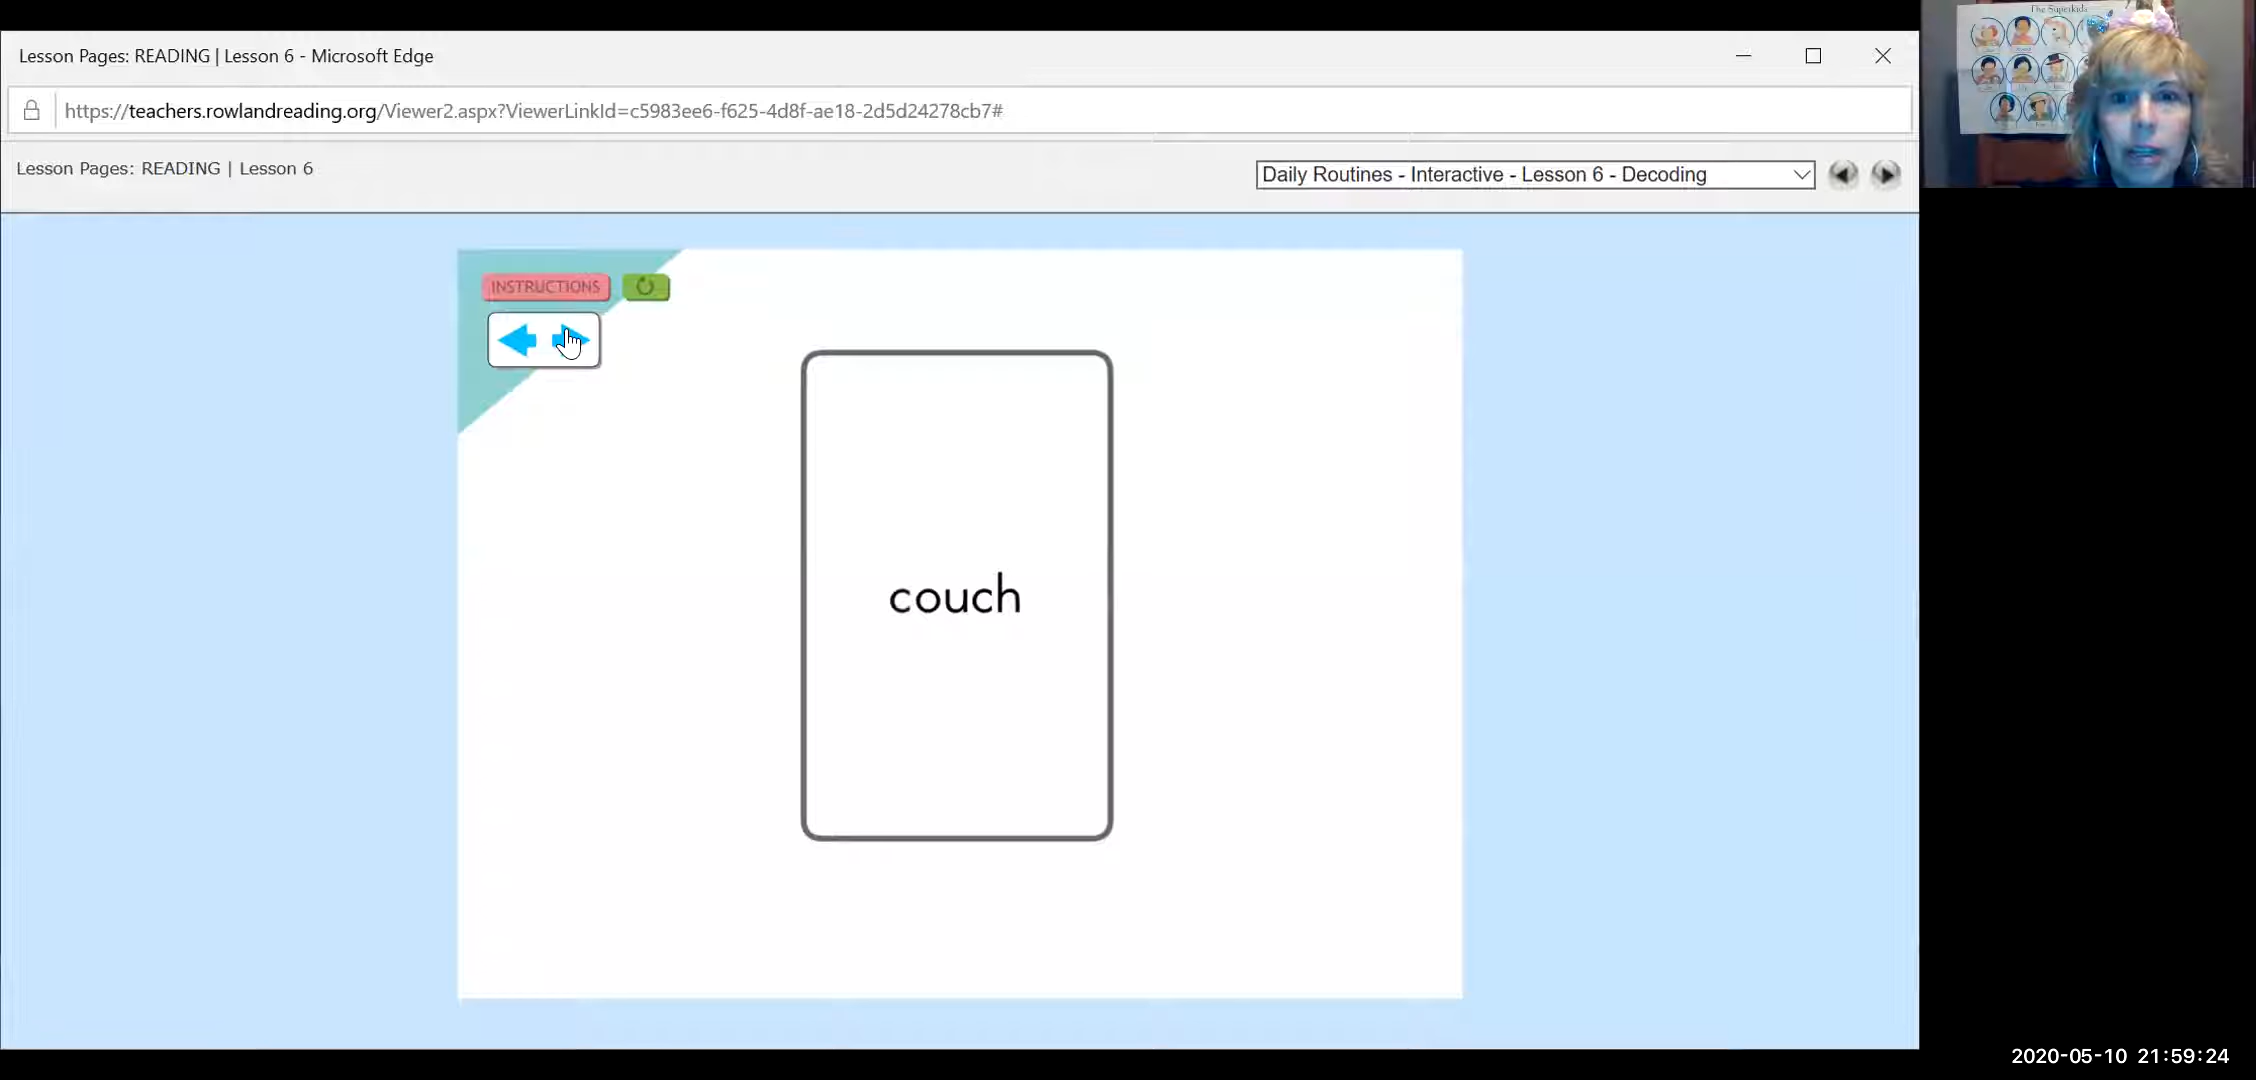 Lesson Pages: READING | Lesson 6 - Microsoft Edge
https://teachers.rowlandreading.org/Viewer2.aspx?ViewerLinkId=c5983ee6-f625-4d8f-ae18-2d5d24278cb7#
Lesson Pages: READING | Lesson 6
Daily Routines - Interactive - Lesson 6 - Decoding
The Superkids
INSTRUCTIONS
couch
2020-05-10 21:59:24